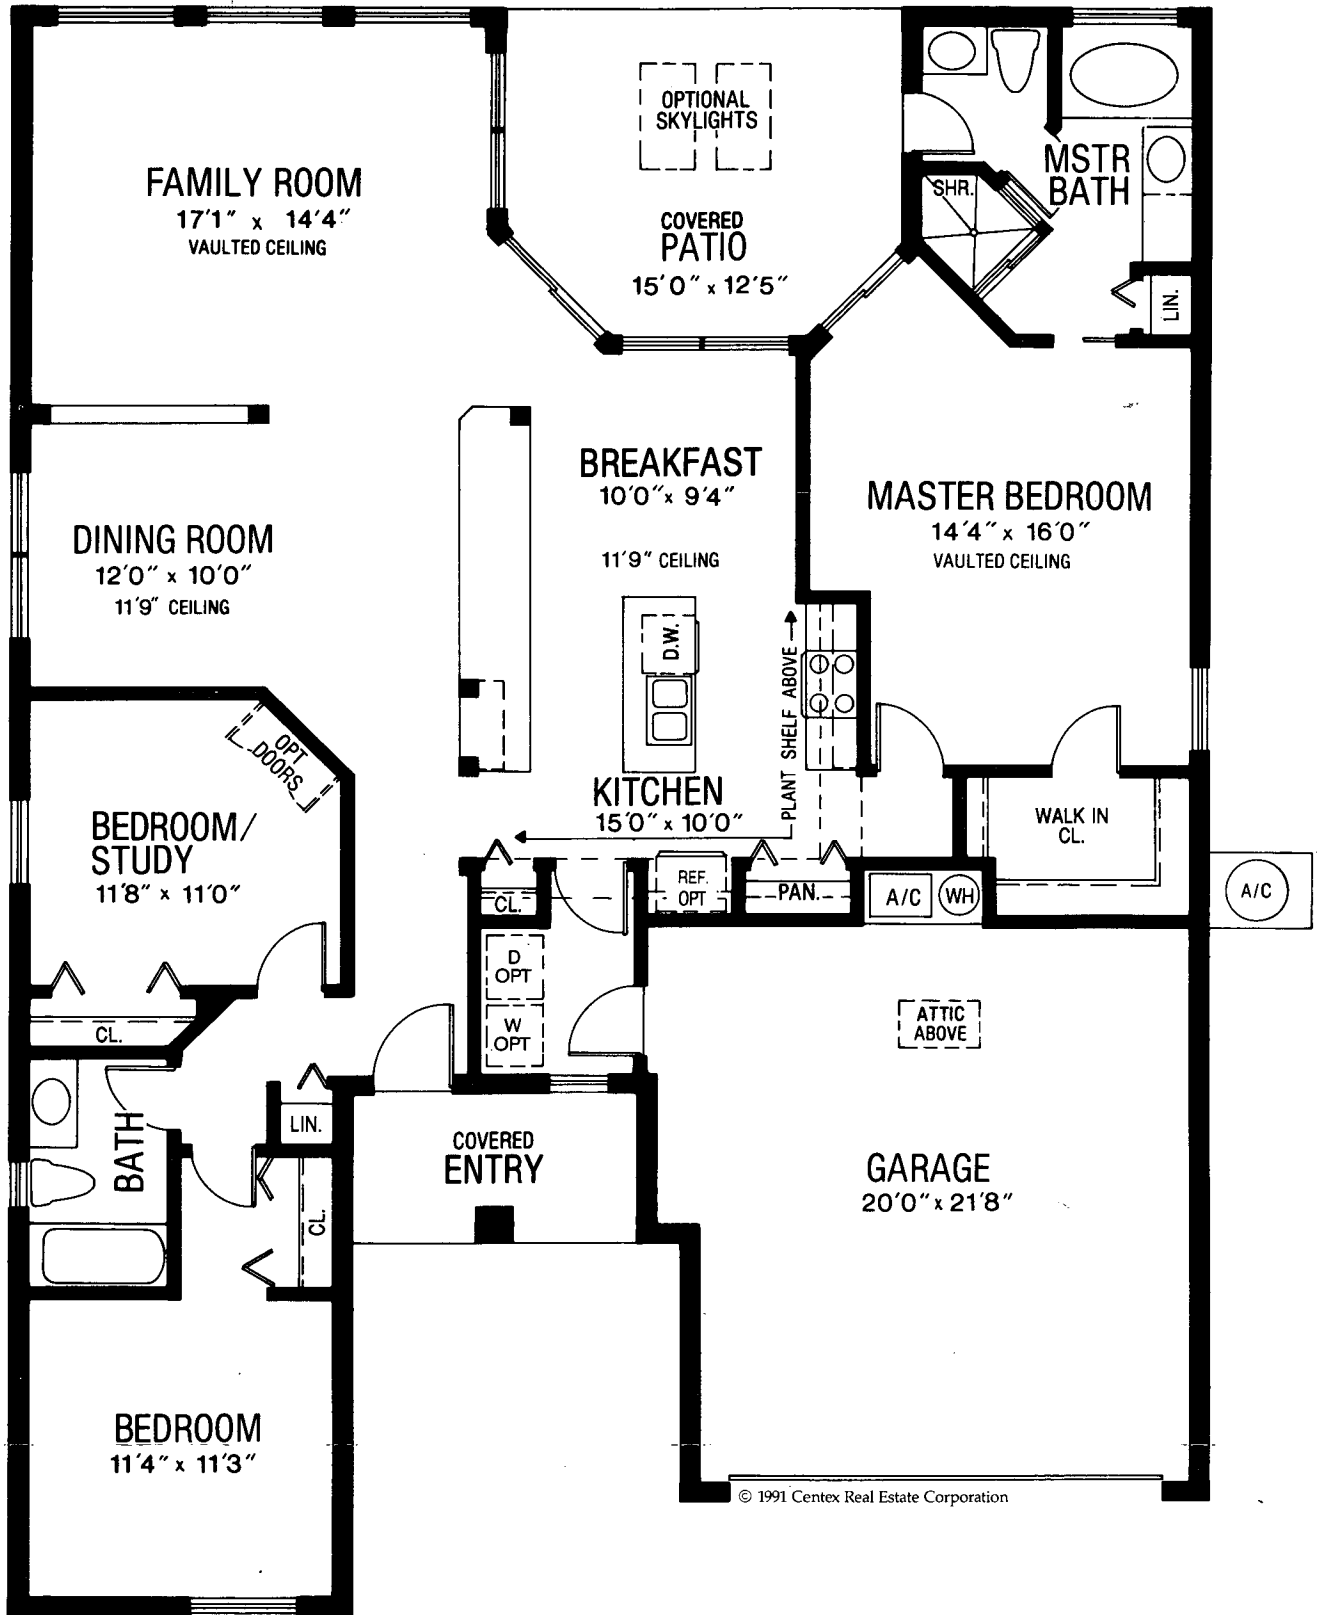 OPTIONAL
SKYLIGHTS
FAMILY ROOM
17'1" x 14'4"
VAULTED CEILING
COVERED
PATIO
15'0" x 12'5"
MSTR
BATH
SHR.
LIN.
BREAKFAST
10'0" x 9'4"
11'9" CEILING
MASTER BEDROOM
14'4" x 16'0"
VAULTED CEILING
DINING ROOM
12'0" x 10'0"
11'9" CEILING
D.W.
PLANT SHELF ABOVE
OPT
DOORS
KITCHEN
15'0" x 10'0"
BEDROOM/
STUDY
11'8" x 11'0"
WALK IN
CL.
CL.
REF.
OPT
PAN.
A/C
WH
A/C
D
OPT
W
OPT
CL.
ATTIC
ABOVE
BATH
LIN.
COVERED
ENTRY
CL.
GARAGE
20'0" x 21'8"
BEDROOM
11'4" x 11'3"
© 1991 Centex Real Estate Corporation